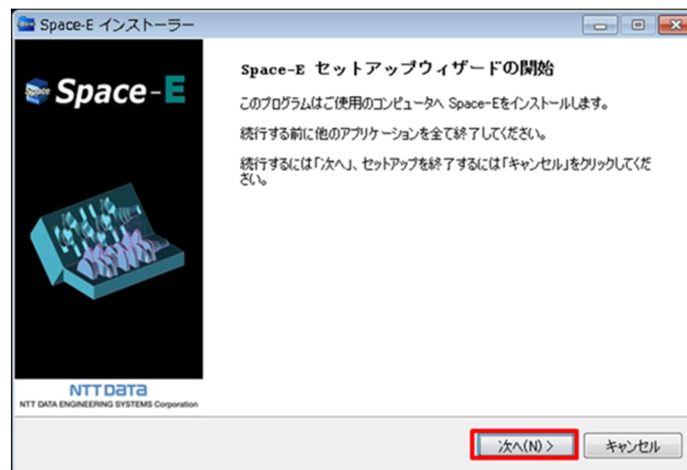 Space-E インストーラー
Space-E
Space-E セットアップウィザードの開始
このプログラムはご使用のコンピュータへ Space-Eをインストールします。
続行する前に他のアプリケーションを全て終了してください。
続行するには「次へ」、セットアップを終了するには「キャンセル」をクリックしてくだ
さい。
NTT DATA
NTT DATA ENGINEERING SYSTEMS Corporation
次へ(N) >
キャンセル